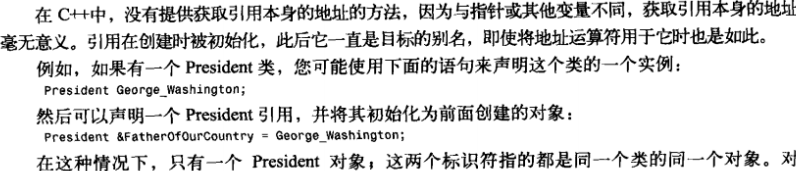 在 C++中，没有提供获取引用本身的地址的方法，因为与指针或其他变量不同，获取引用本身的地址
毫无意义。引用在创建时被初始化，此后它一直是目标的别名，即使将地址运算符用于它时也是如此。
例如，如果有一个 President 类，您可能使用下面的语句来声明这个类的一个实例：
President George_Washington;
然后可以声明一个 President 引用，并将其初始化为前面创建的对象：
President &FatherOfOurCountry = George_Washington;
在这种情况下，只有一个 President 对象；这两个标识符指的都是同一个类的同一个对象。对